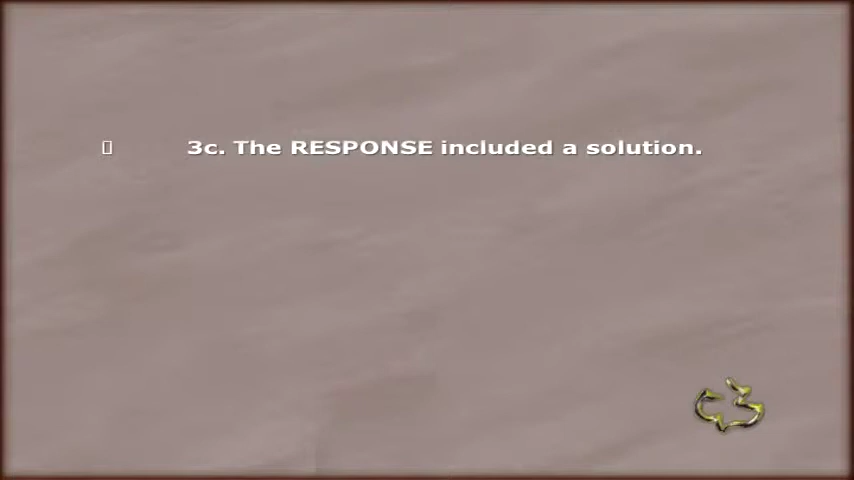 3c. The RESPONSE included a solution.